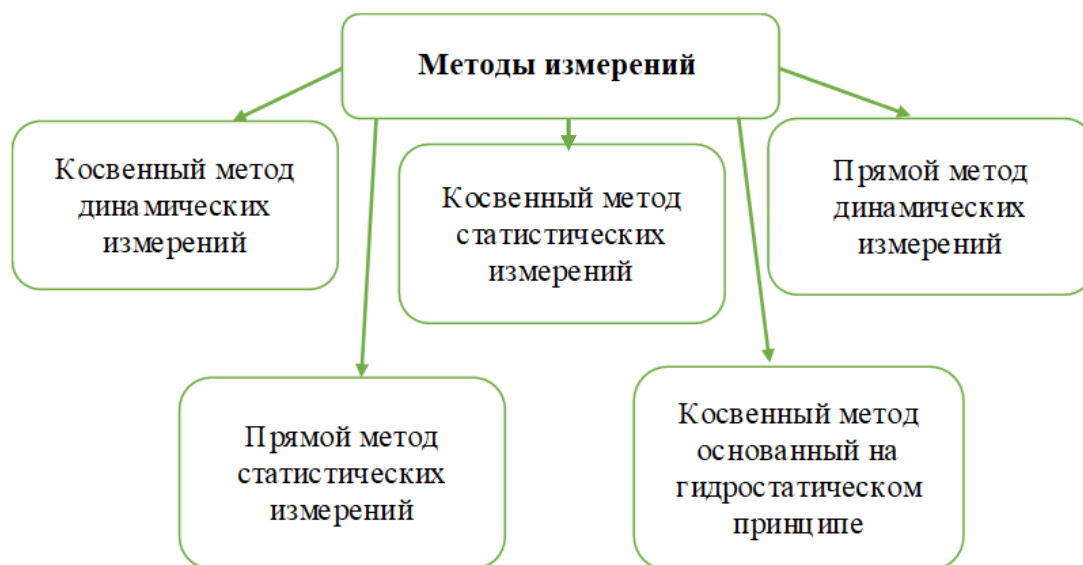 Методы измерений
Косвенный метод
динамических
измерений
Косвенный метод
статистических
измерений
Прямой метод
динамических
измерений
Прямой метод
статистических
измерений
Косвенный метод
основанный на
гидростатическом
принципе